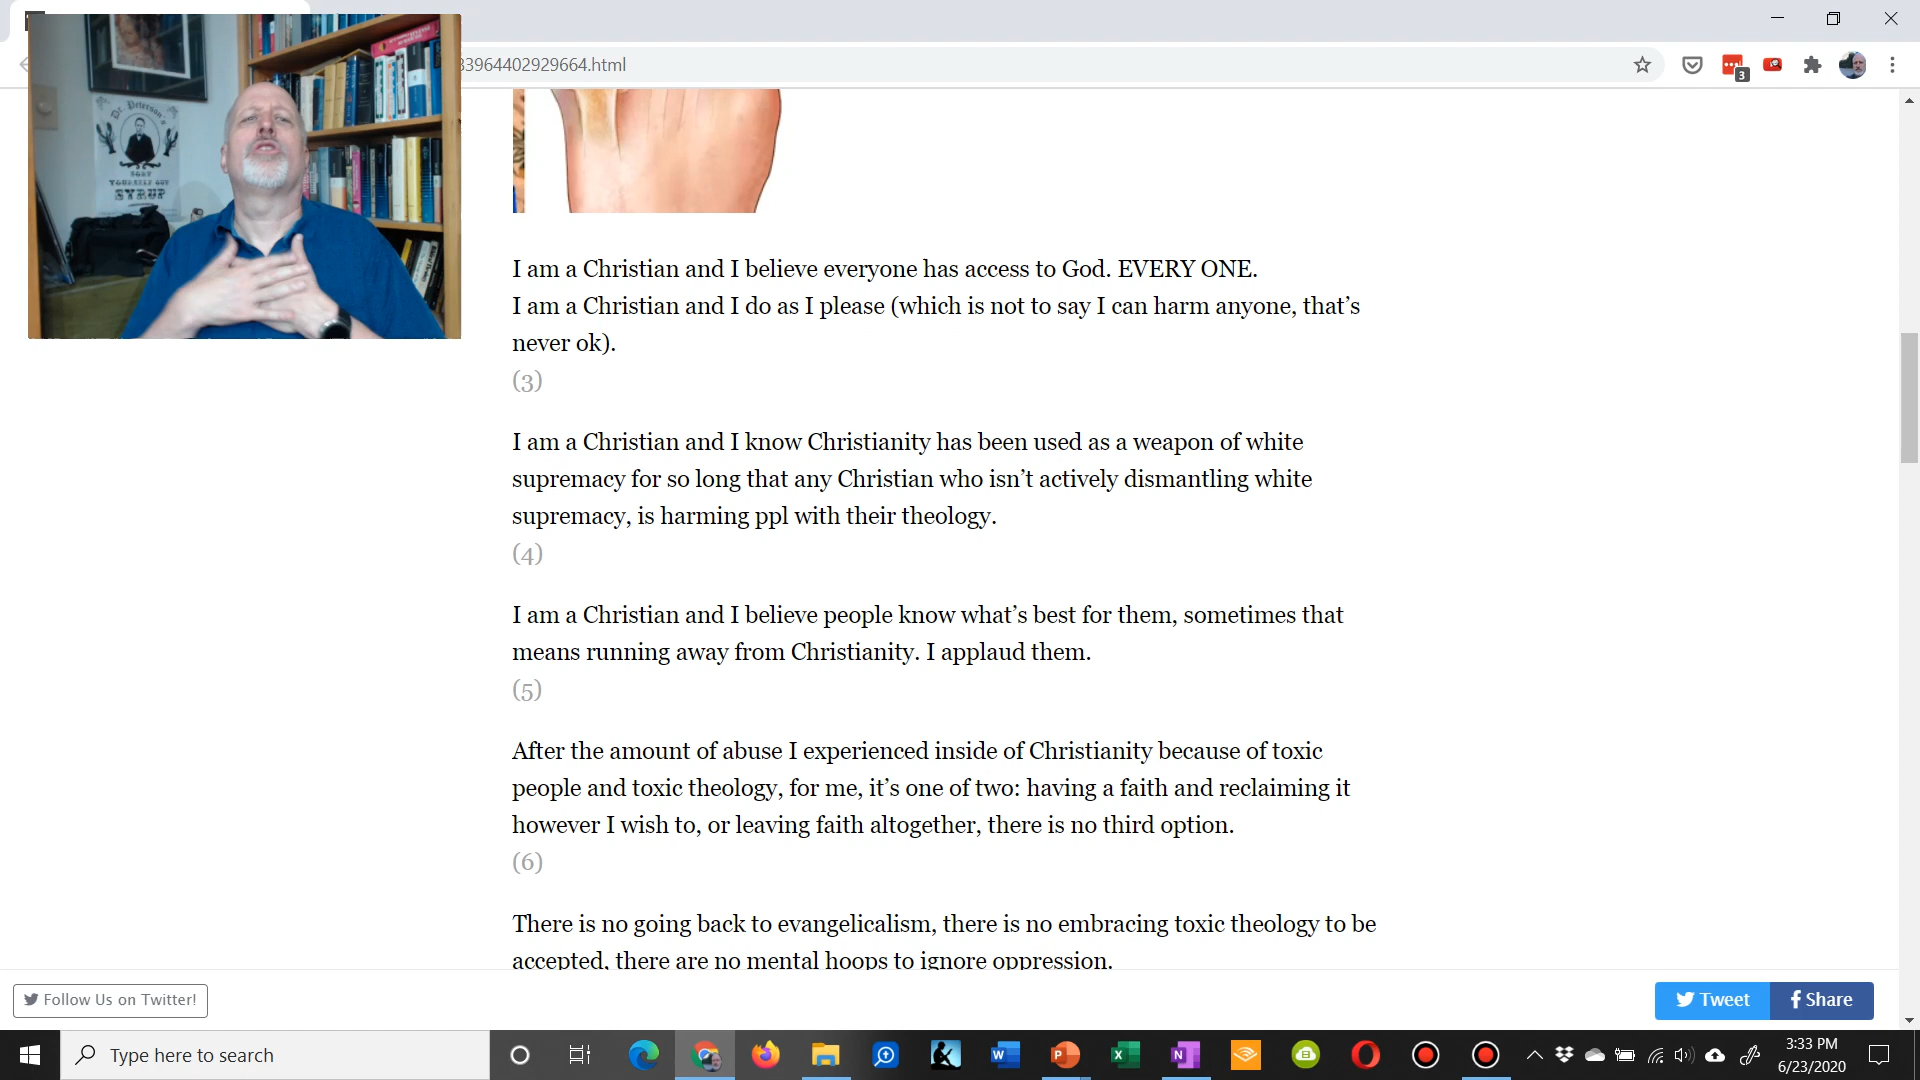 33964402929664.html
3
Dr. Peterson's
SORT
YOURSELF OUT
SYRUP
I am a Christian and I believe everyone has access to God. EVERY ONE.
I am a Christian and I do as I please (which is not to say I can harm anyone, that’s
never ok).
(3)
I am a Christian and I know Christianity has been used as a weapon of white
supremacy for so long that any Christian who isn’t actively dismantling white
supremacy, is harming ppl with their theology.
(4)
I am a Christian and I believe people know what’s best for them, sometimes that
means running away from Christianity. I applaud them.
(5)
After the amount of abuse I experienced inside of Christianity because of toxic
people and toxic theology, for me, it’s one of two: having a faith and reclaiming it
however I wish to, or leaving faith altogether, there is no third option.
(6)
There is no going back to evangelicalism, there is no embracing toxic theology to be
accepted, there are no mental hoops to ignore oppression.
Follow Us on Twitter!
Tweet
Share
Type here to search
3:33 PM
6/23/2020